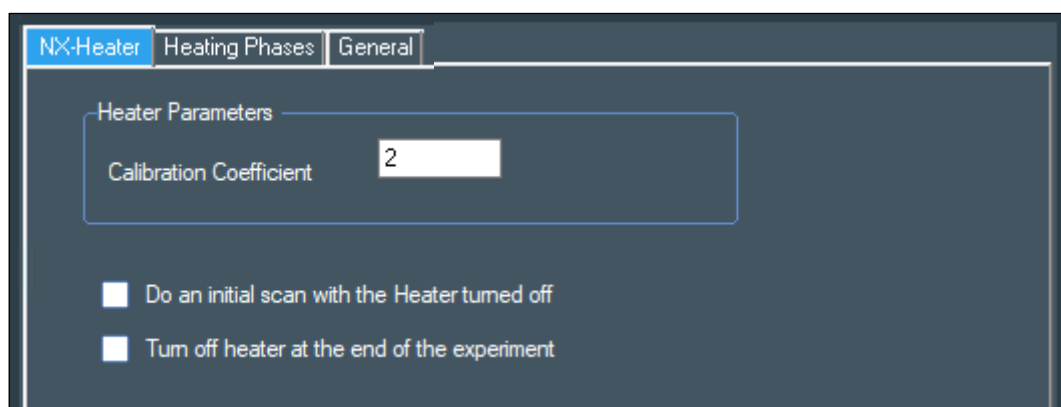 NX-Heater Heating Phases General
Heater Parameters
Calibration Coefficient 2
Do an initial scan with the Heater turned off
Turn off heater at the end of the experiment